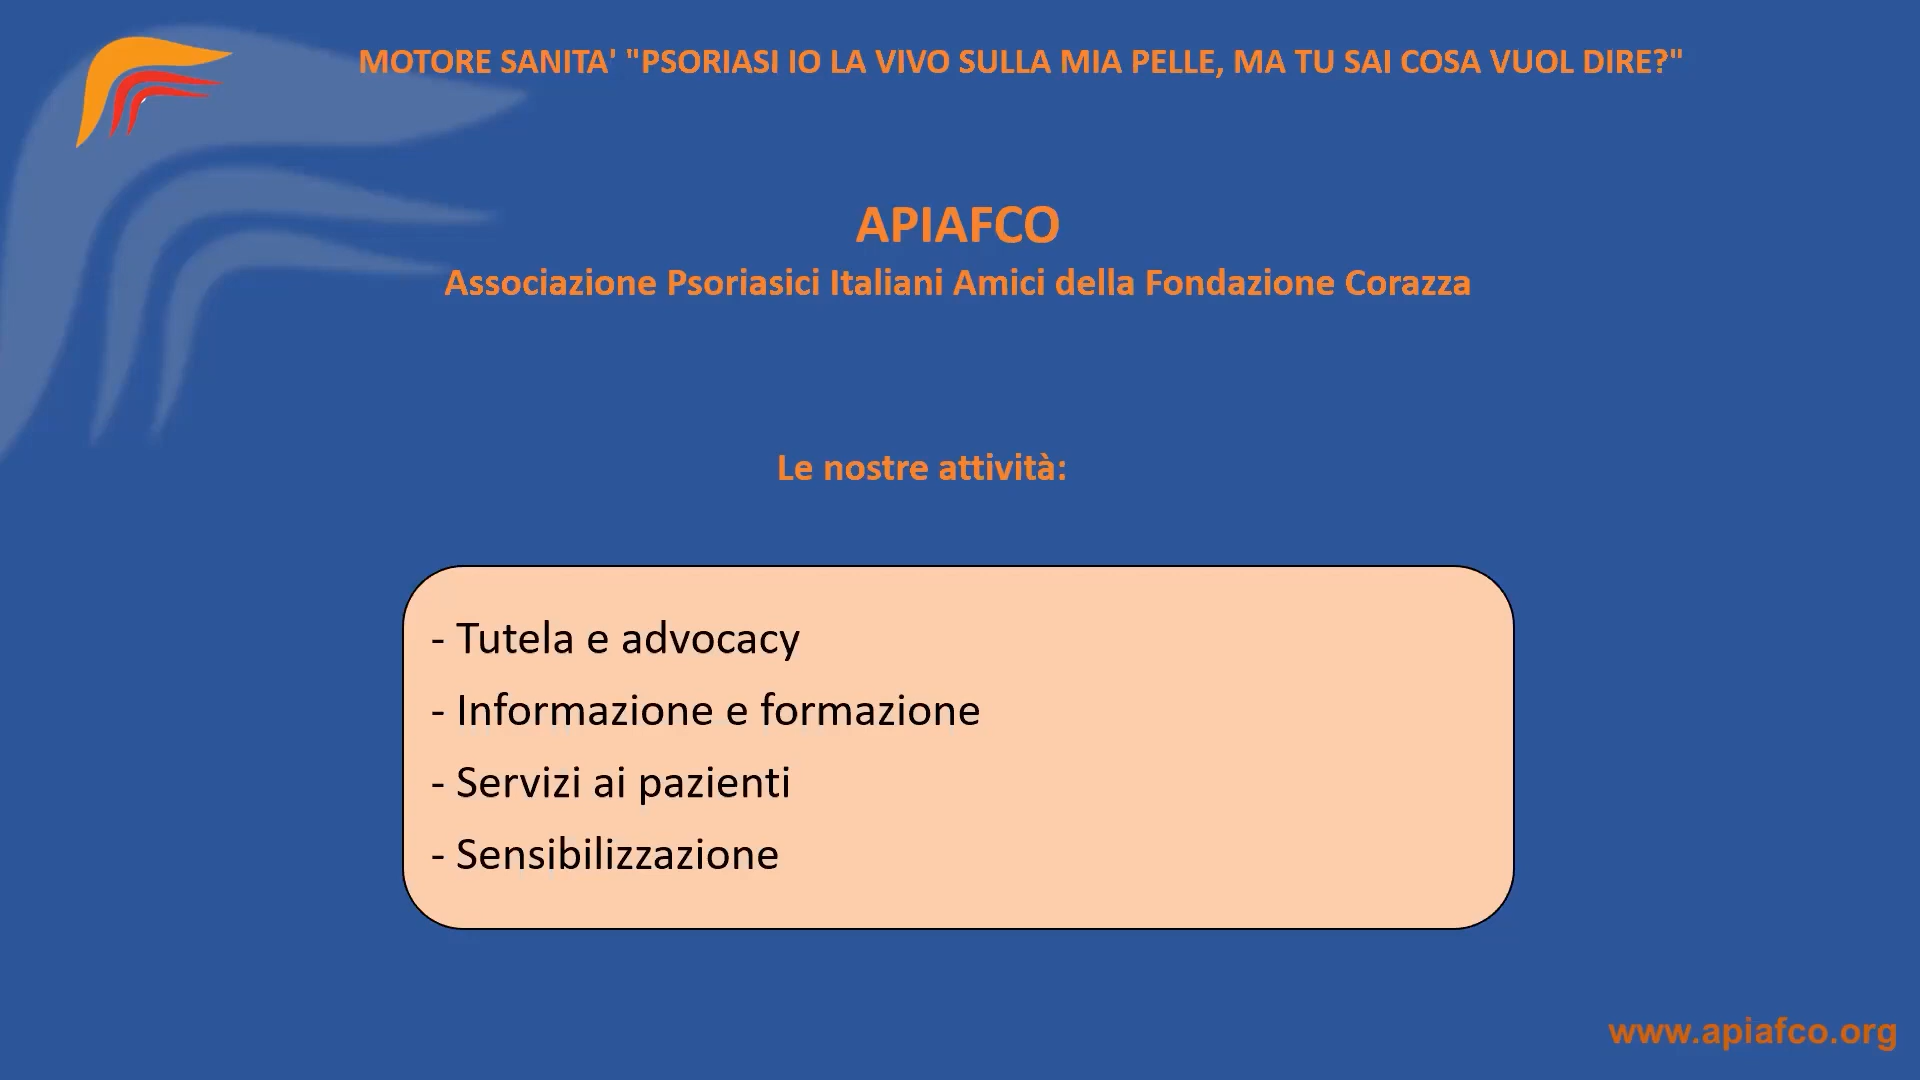 MOTORE SANITA' "PSORIASI IO LA VIVO SULLA MIA PELLE, MA TU SAI COSA VUOL DIRE?"
APIAFCO
Associazione Psoriasici Italiani Amici della Fondazione Corazza
Le nostre attività:
- Tutela e advocacy
- Informazione e formazione
- Servizi ai pazienti
- Sensibilizzazione
www.apiafco.org